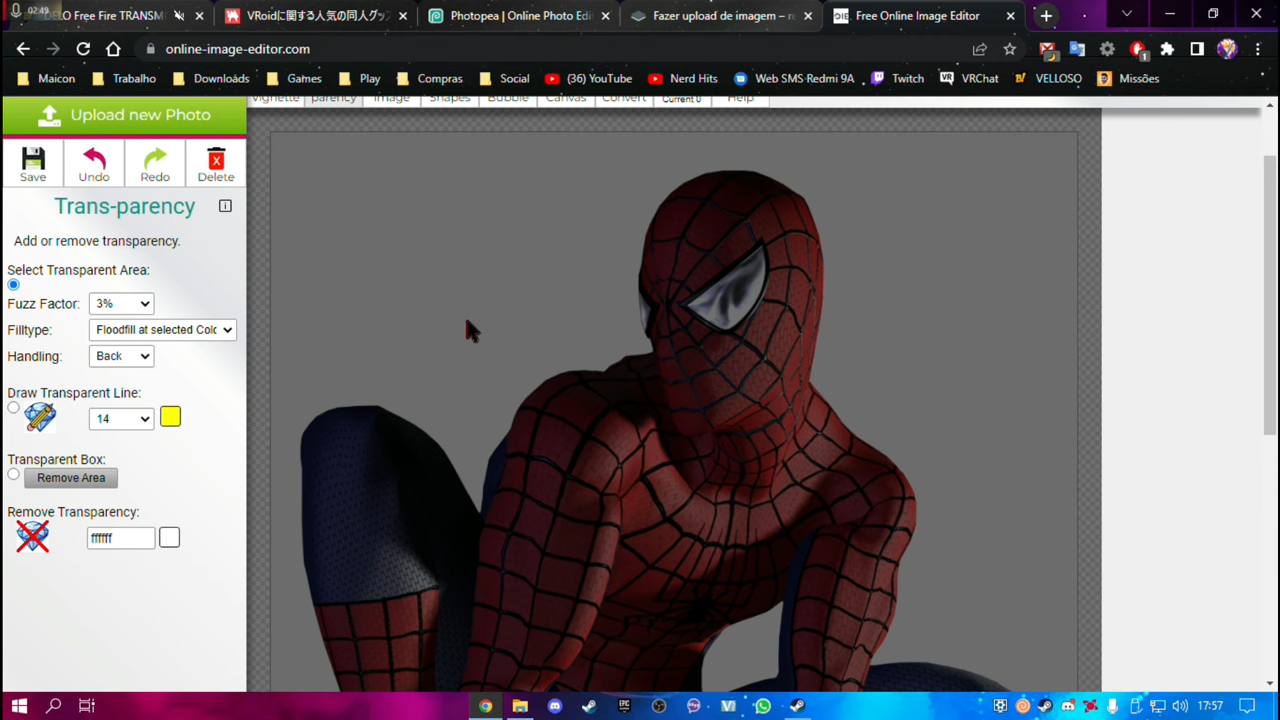 02:49
ELO Free Fire TRANSM
VRoidに関する人気の同人グッ
Photopea | Online Photo Edi
Fazer upload de imagem – re
Free Online Image Editor
online-image-editor.com
1
Maicon
Trabalho
Downloads
Games
Play
Compras
Social
(36) YouTube
Nerd Hits
Web SMS·Redmi 9A
Twitch
VRChat
VELLOSO
Missões
Vignette
parency
Image
Shapes
Bubble
Canvas
Convert
Current 0
Help
Upload new Photo
Save
Undo
Redo
Delete
Trans-parency
Add or remove transparency.
Select Transparent Area:
Fuzz Factor:
3%
Filltype:
Floodfill at selected Colo
Handling:
Back
Draw Transparent Line:
14
Transparent Box:
Remove Area
Remove Transparency:
ffffff
17:57